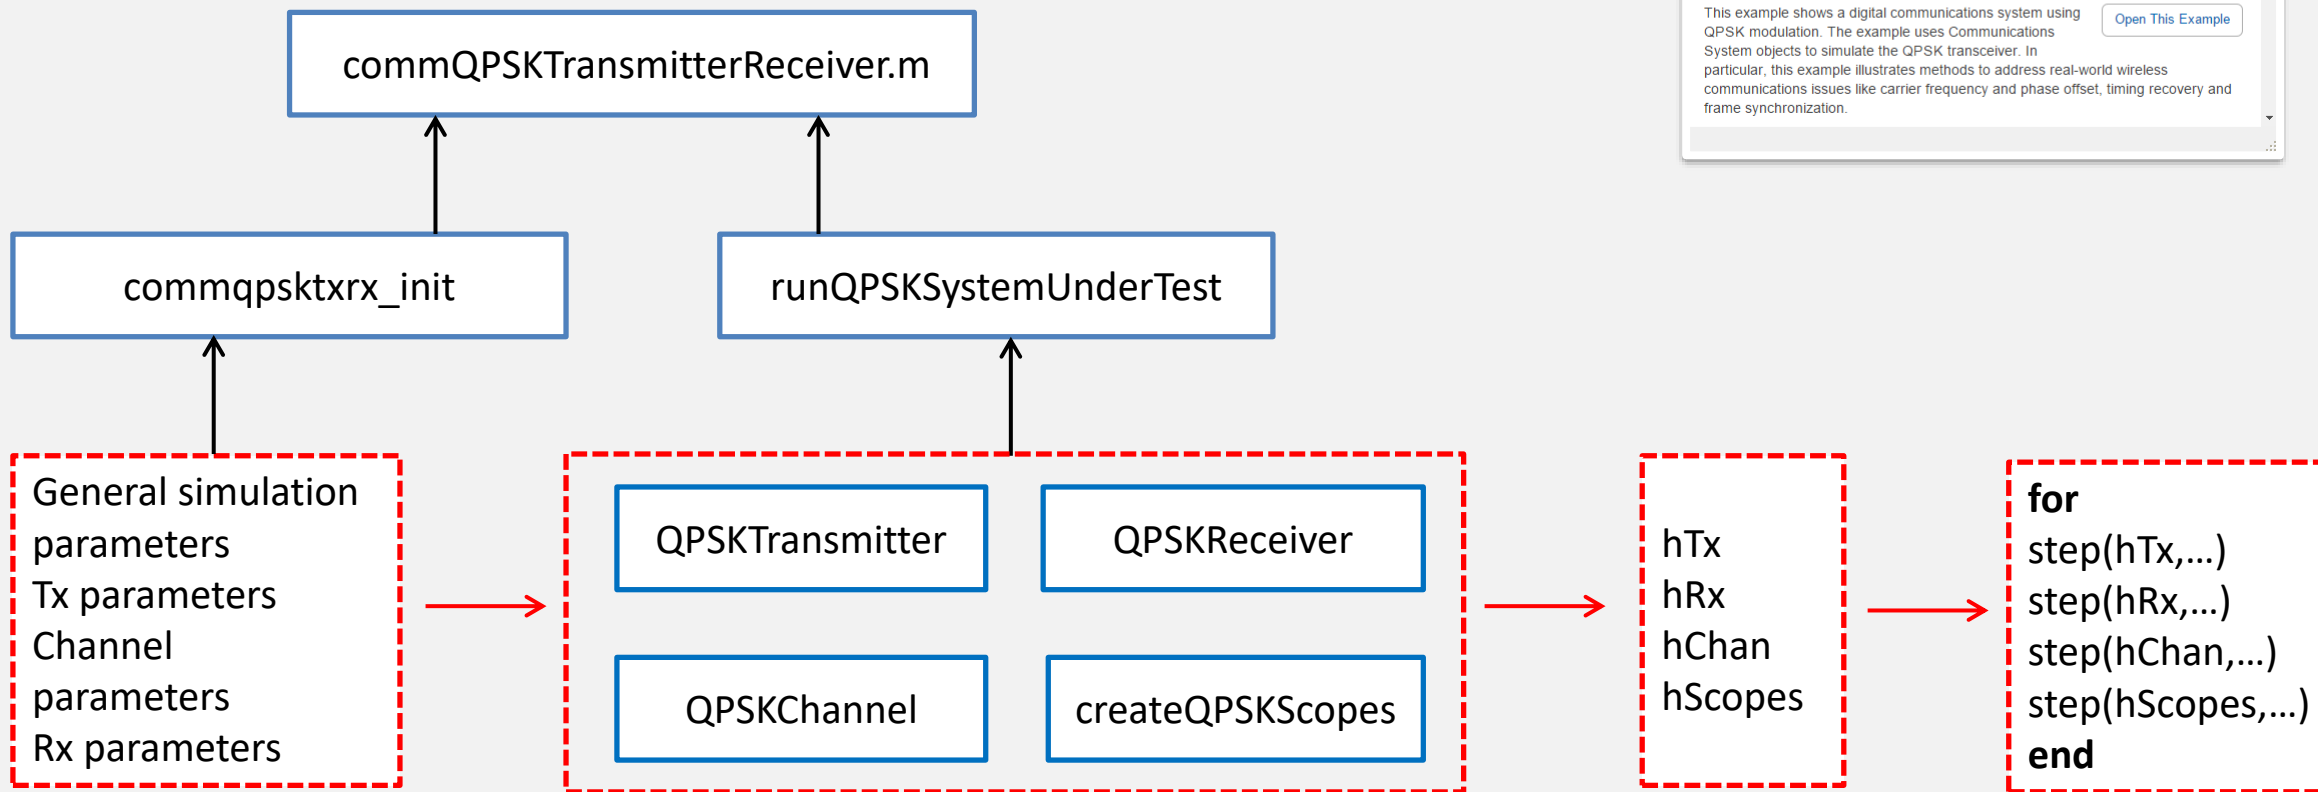 This example shows a digital communications system using
QPSK modulation. The example uses Communications
System objects to simulate the QPSK transceiver. In
particular, this example illustrates methods to address real-world wireless
communications issues like carrier frequency and phase offset, timing recovery and
frame synchronization.
Open This Example
commQPSKTransmitterReceiver.m
commqpsktxrx_init
runQPSKSystemUnderTest
General simulation
parameters
Tx parameters
Channel
parameters
Rx parameters
QPSKTransmitter
QPSKReceiver
QPSKChannel
createQPSKScopes
hTx
hRx
hChan
hScopes
for
step(hTx,...)
step(hRx,...)
step(hChan,...)
step(hScopes,...)
end